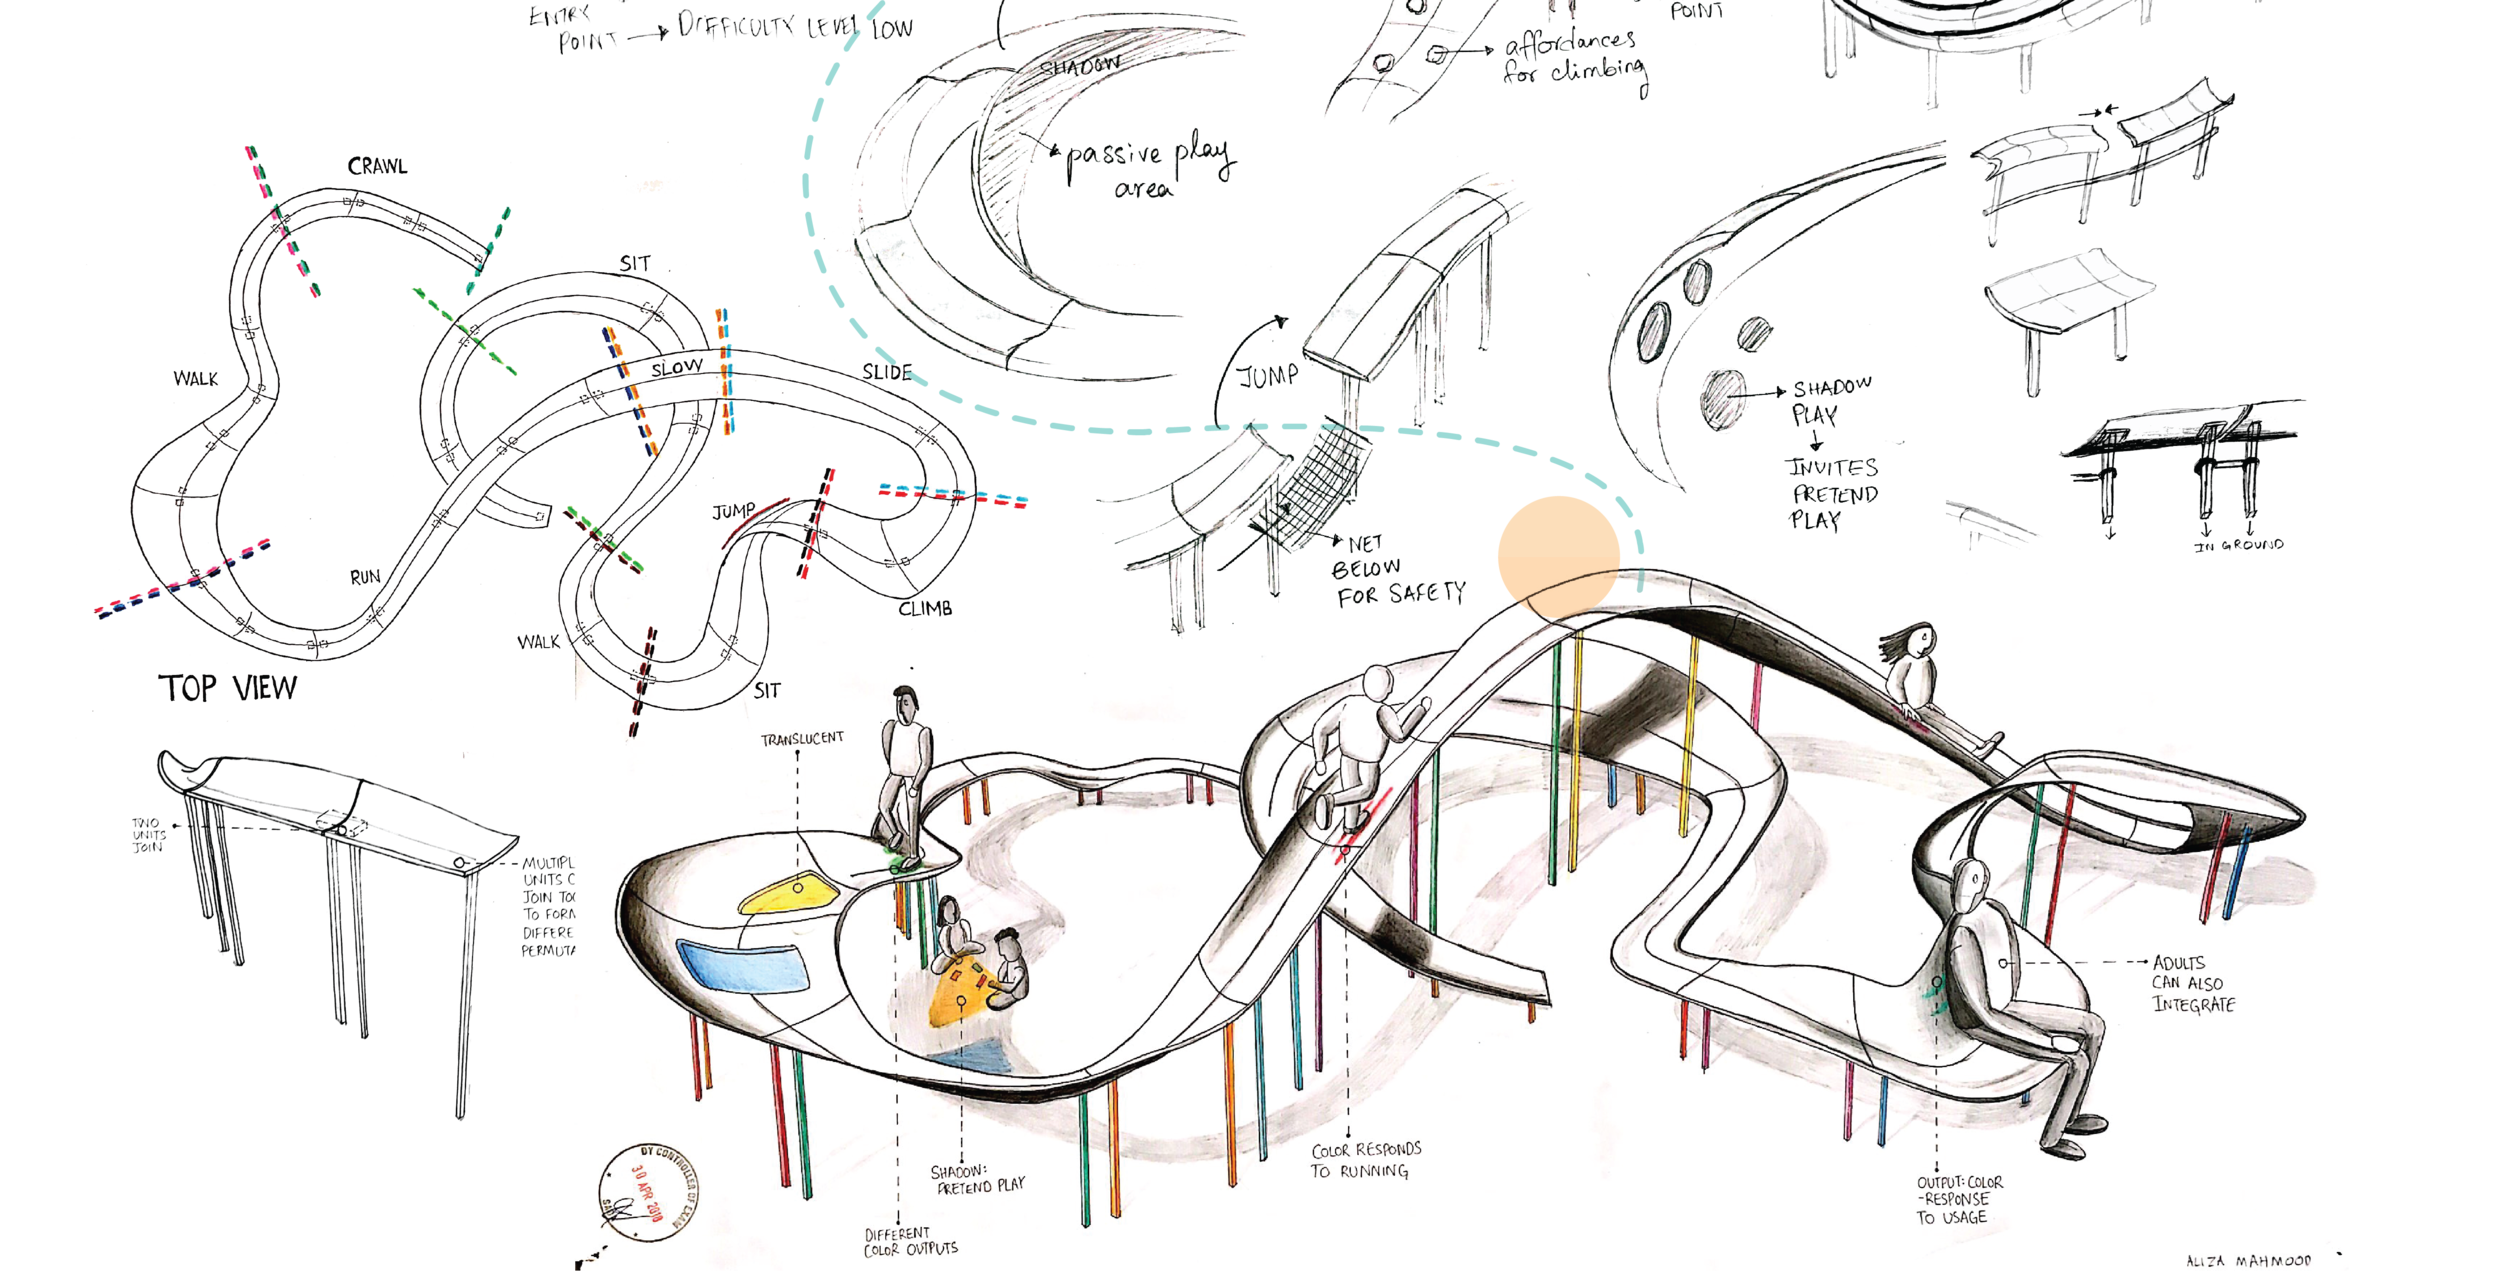 ENTRY
POINT → DIFFICULTY LEVEL LOW
SHADOW
passive play
area
affordances
for climbing
POINT
CRAWL
SIT
WALK
SLOW
SLIDE
JUMP
RUN
CLIMB
WALK
SIT
TOP VIEW
JUMP
NET
BELOW
FOR SAFETY
SHADOW
PLAY
INVITES
PRETEND
PLAY
IN GROUND
TWO
UNITS
JOIN
MULTIPL
UNITS C
JOIN TO
TO FORM
DIFFERE
PERMUTA
TRANSLUCENT
SHADOW:
PRETEND PLAY
DIFFERENT
COLOR OUTPUTS
COLOR RESPONDS
TO RUNNING
ADULTS
CAN ALSO
INTEGRATE
OUTPUT: COLOR
-RESPONSE
TO USAGE
DY CONTROLLER OF EXAM
30 APR 2018
ALIZA MAHMOOD